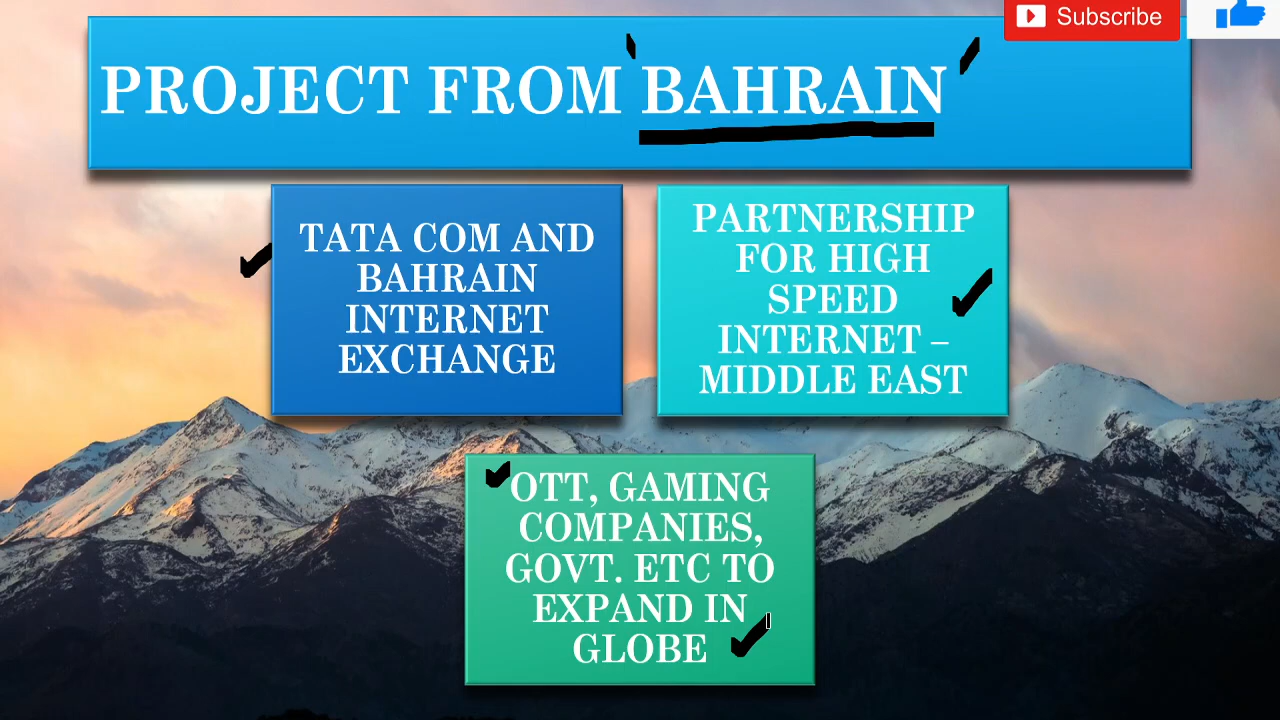 Subscribe
PROJECT FROM BAHRAIN
TATA COM AND
BAHRAIN
INTERNET
EXCHANGE
PARTNERSHIP
FOR HIGH
SPEED
INTERNET –
MIDDLE EAST
OTT, GAMING
COMPANIES,
GOVT. ETC TO
EXPAND IN
GLOBE